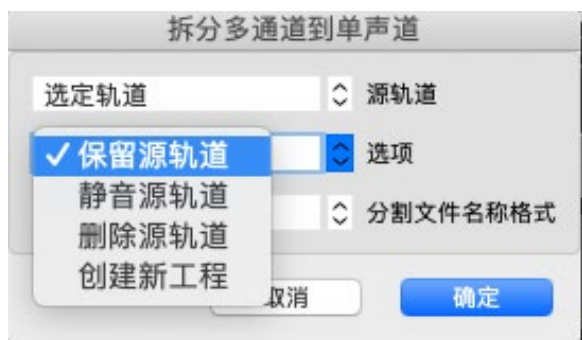 拆分多通道到单声道
选定轨道 源轨道
✓ 保留源轨道 选项
静音源轨道
删除源轨道 分割文件名称格式
创建新工程
取消 确定